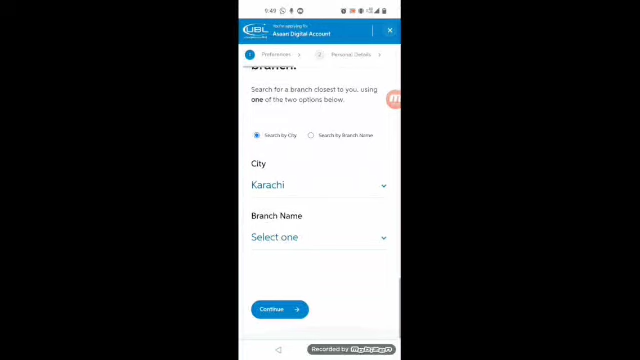 9:49
UBL
You're applying for
Asaan Digital Account
1 Preferences
2 Personal Details
Branch.
Search for a branch closest to you, using
one of the two options below.
Search by City Search by Branch Name
City
Karachi
Branch Name
Select one
Continue
Recorded by